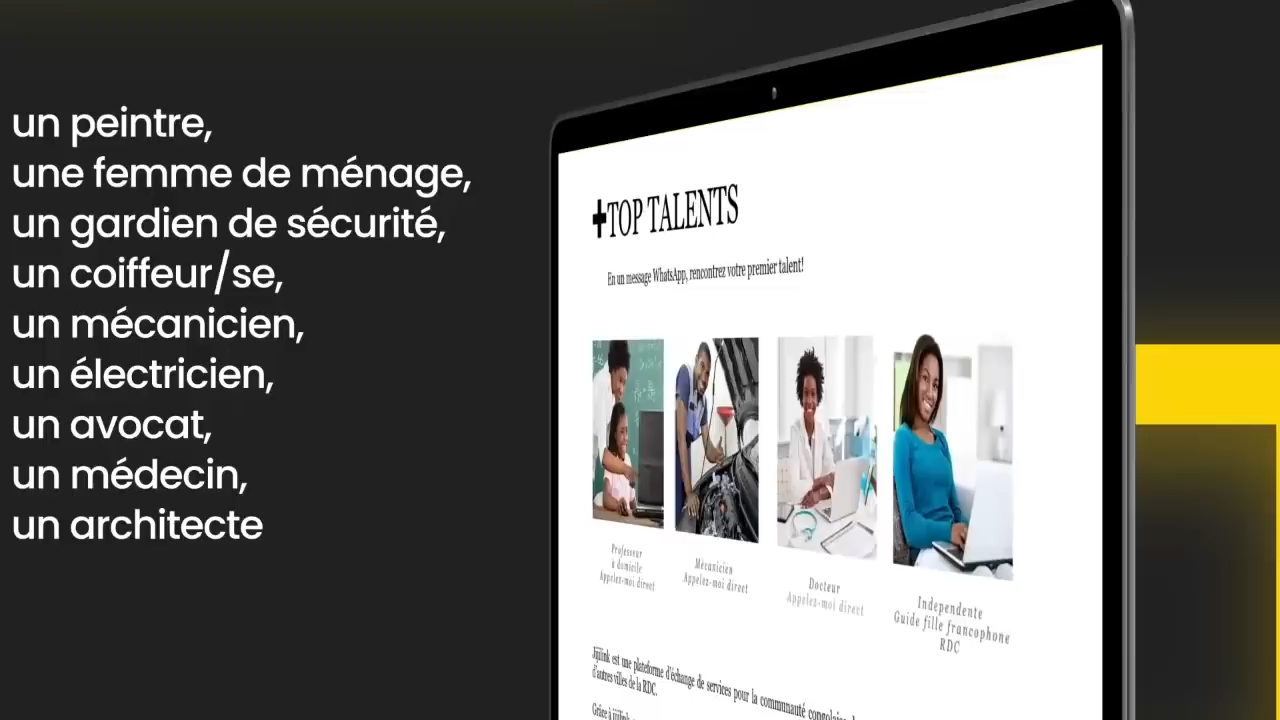 un peintre,
une femme de ménage,
un gardien de sécurité,
un coiffeur/se,
un mécanicien,
un électricien,
un avocat,
un médecin,
un architecte
+TOP TALENTS
En un message WhatsApp, rencontrez votre premier talent!
Professeur
à domicile
Appelez-moi direct
Mécanicien
Appelez-moi direct
Docteur
Appelez-moi direct
Independente
Guide fille francophone
RDC
Jijilink est une plateforme d'échange de services pour la communauté
d'autres villes de la RDC.
Grâce à jijilink